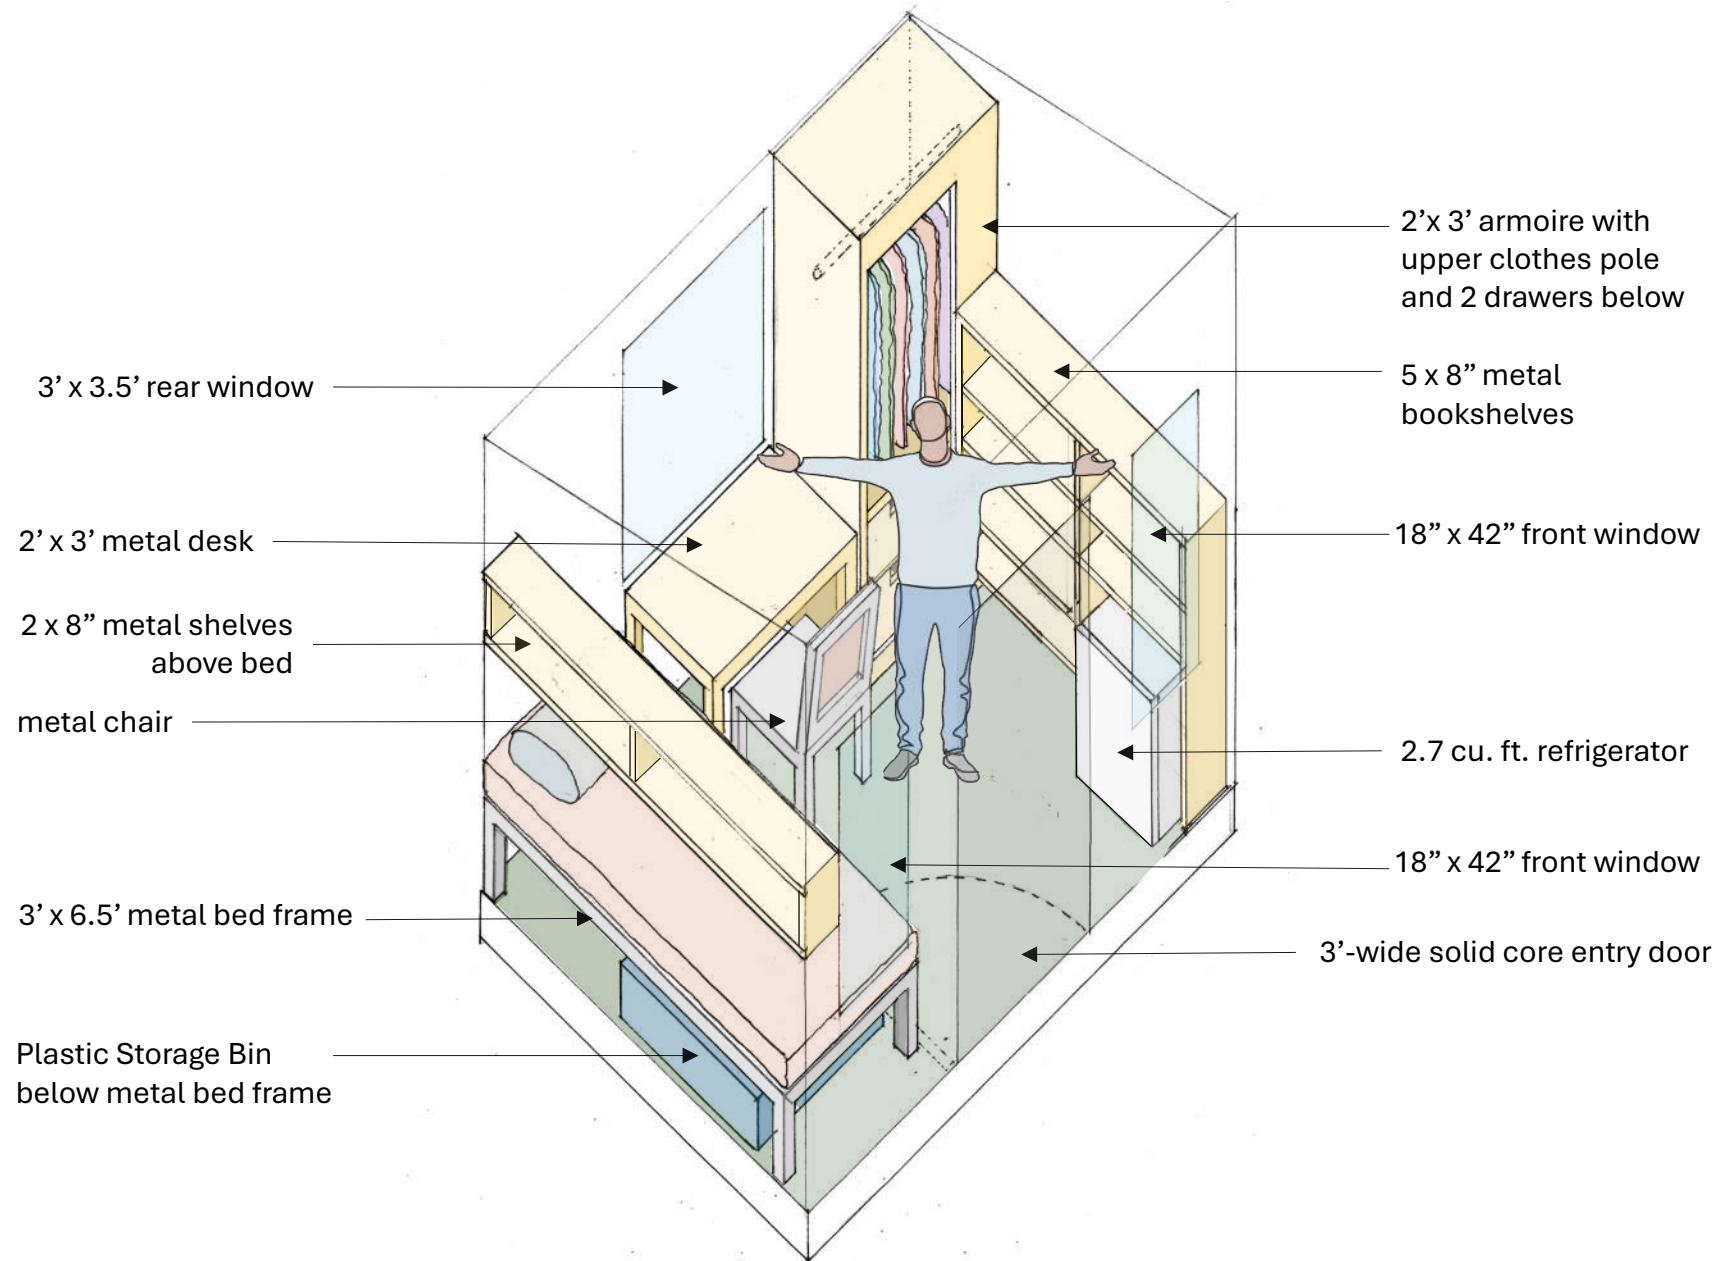 2’x 3’ armoire with
upper clothes pole
and 2 drawers below
3’ x 3.5’ rear window
5 x 8” metal
bookshelves
18” x 42” front window
2’ x 3’ metal desk
2 x 8” metal shelves
above bed
metal chair
2.7 cu. ft. refrigerator
18” x 42” front window
3’ x 6.5’ metal bed frame
3’-wide solid core entry door
Plastic Storage Bin
below metal bed frame